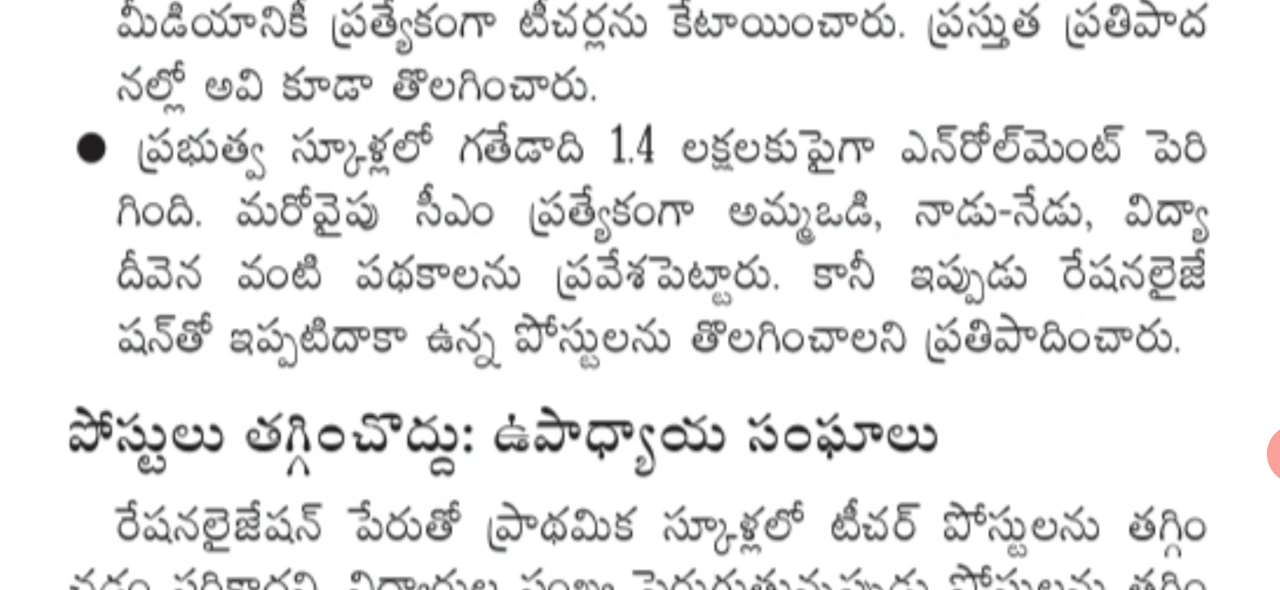 మీడియానికి ప్రత్యేకంగా టీచర్లను కేటాయించారు. ప్రస్తుత ప్రతిపాద
నల్లో అవి కూడా తొలగించారు.
● ప్రభుత్వ స్కూళ్లలో గతేడాది 1.4 లక్షలకుపైగా ఎన్‌రోల్‌మెంట్ పెరి
గింది. మరోవైపు సీఎం ప్రత్యేకంగా అమ్మఒడి, నాడు-నేడు, విద్యా
దీవెన వంటి పథకాలను ప్రవేశపెట్టారు. కానీ ఇప్పుడు రేషనలైజే
షన్‌తో ఇప్పటిదాకా ఉన్న పోస్టులను తొలగించాలని ప్రతిపాదించారు.
పోస్టులు తగ్గించొద్దు: ఉపాధ్యాయ సంఘాలు
రేషనలైజేషన్ పేరుతో ప్రాథమిక స్కూళ్లలో టీచర్ పోస్టులను తగ్గిం